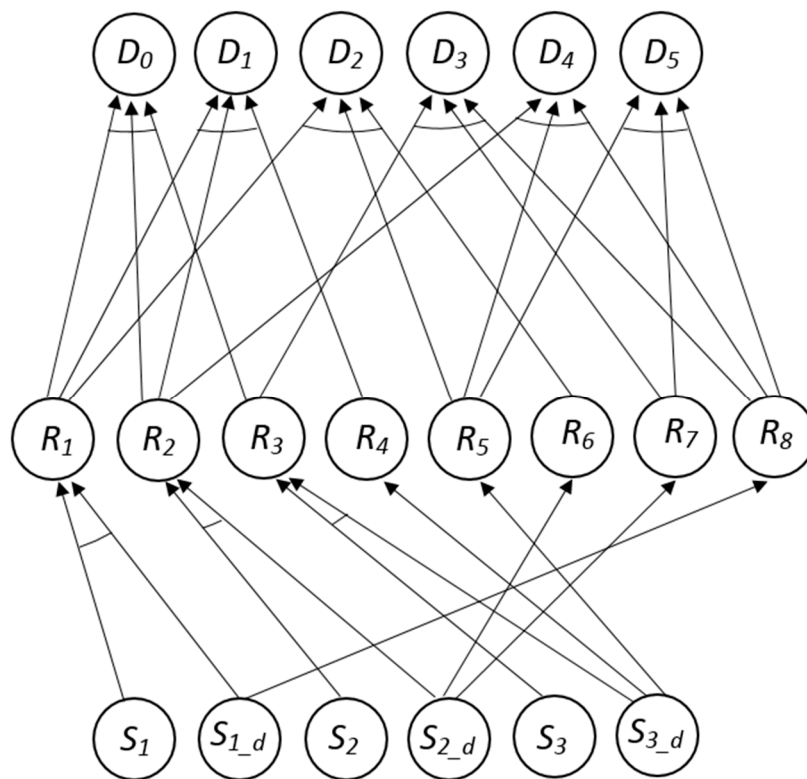 D0 D1 D2 D3 D4 D5
R1 R2 R3 R4 R5 R6 R7 R8
S1 S1_d S2 S2_d S3 S3_d